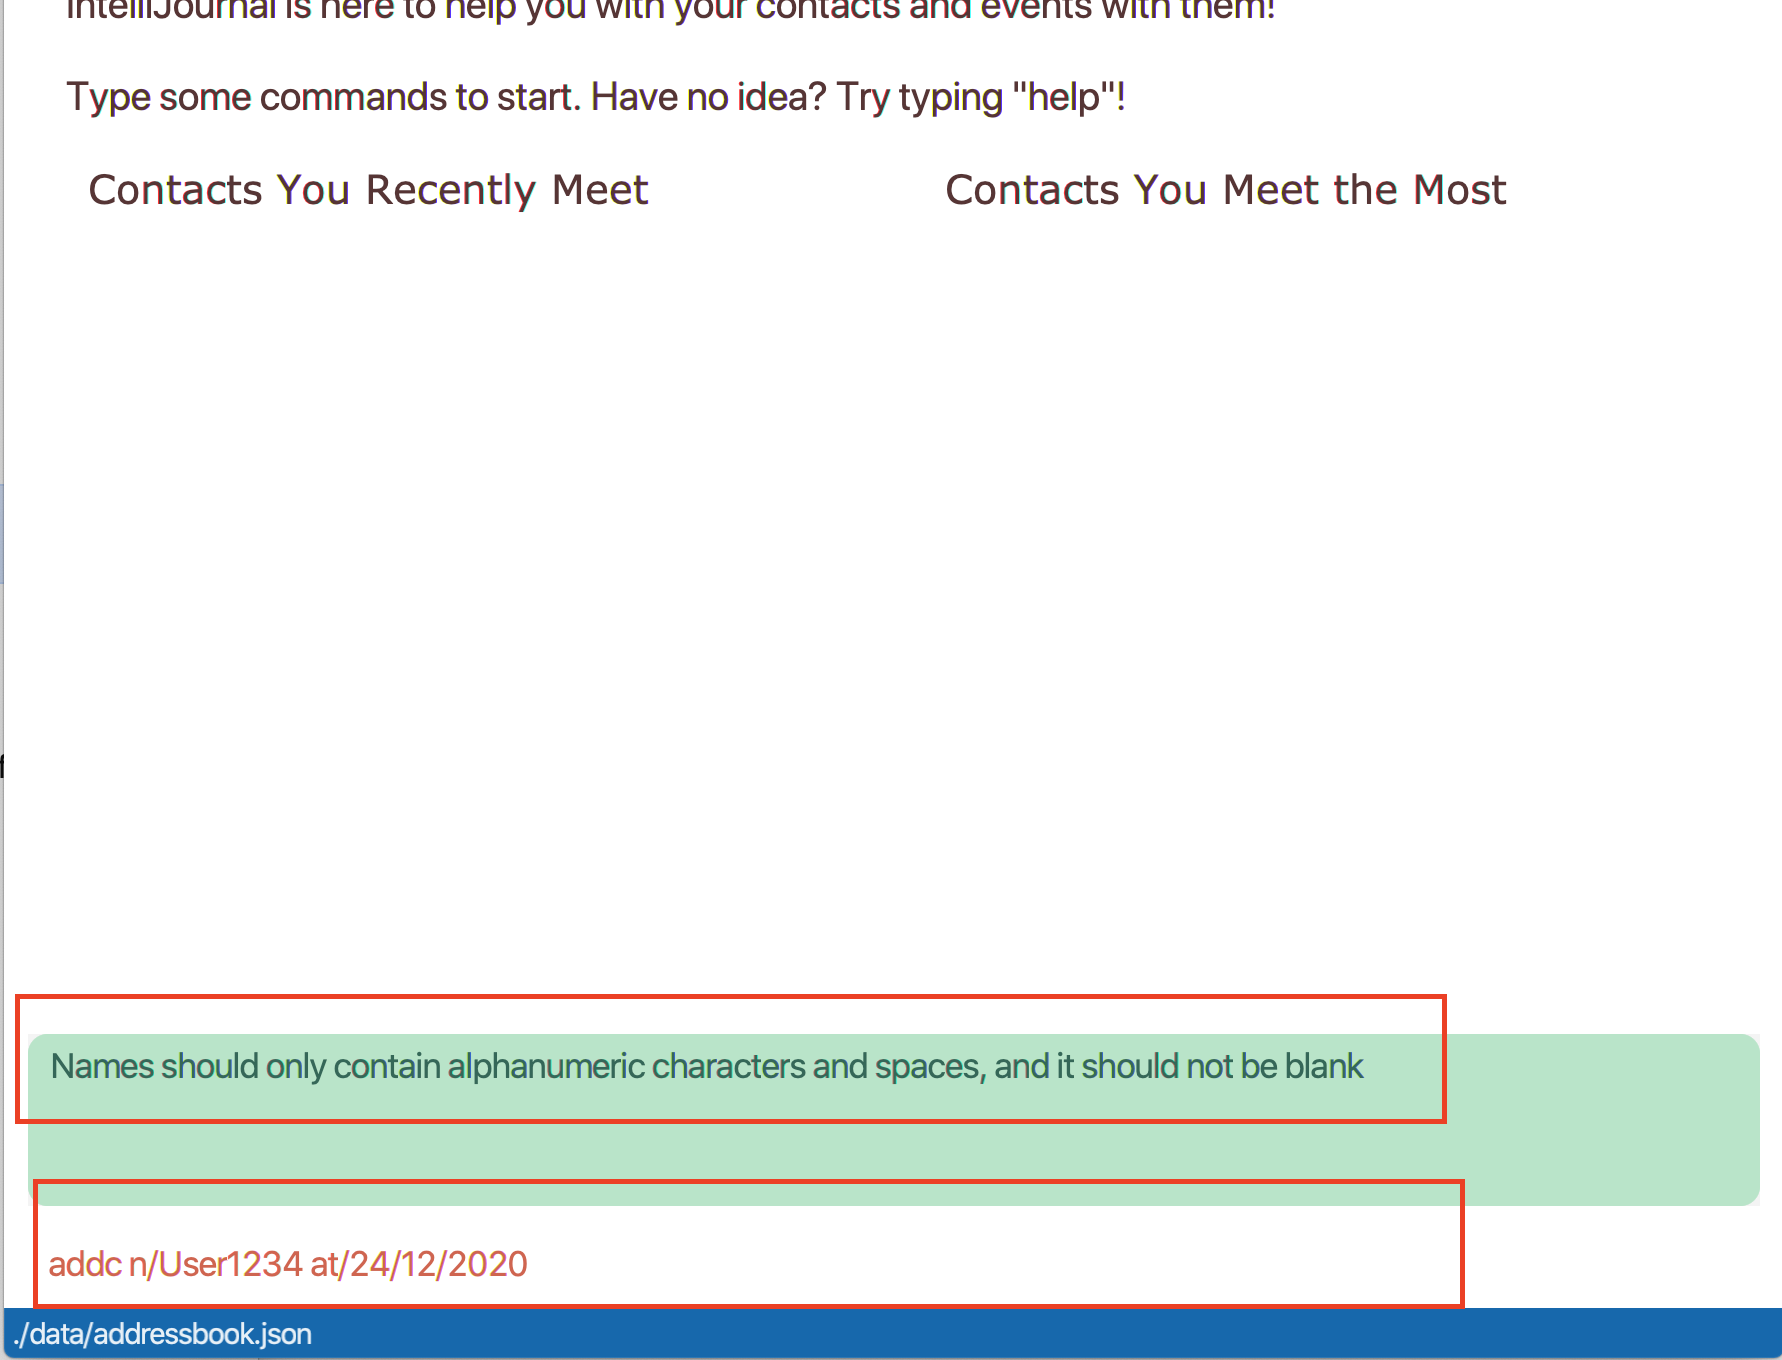 IntelliJournal is here to help you with your contacts and events with them!
Type some commands to start. Have no idea? Try typing "help"!
Contacts You Recently Meet
Contacts You Meet the Most
Names should only contain alphanumeric characters and spaces, and it should not be blank
addc n/User1234 at/24/12/2020
./data/addressbook.json